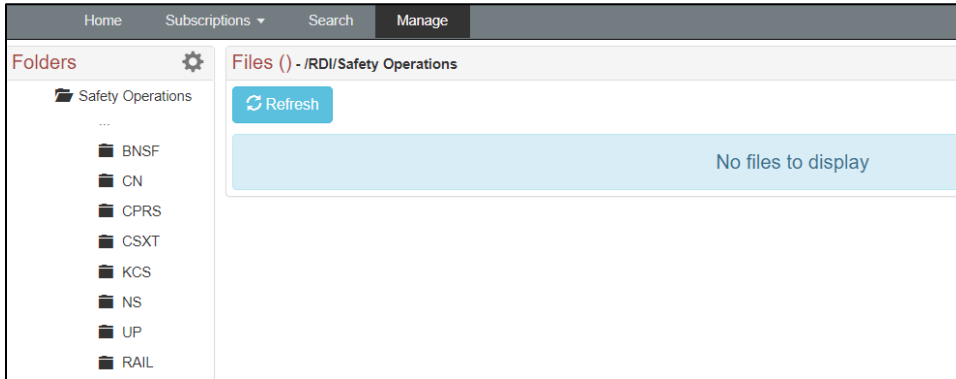 Home Subscriptions Search Manage
Folders
Files () - /RDI/Safety Operations
Safety Operations
Refresh
...
No files to display
BNSF
CN
CPRS
CSXT
KCS
NS
UP
RAIL